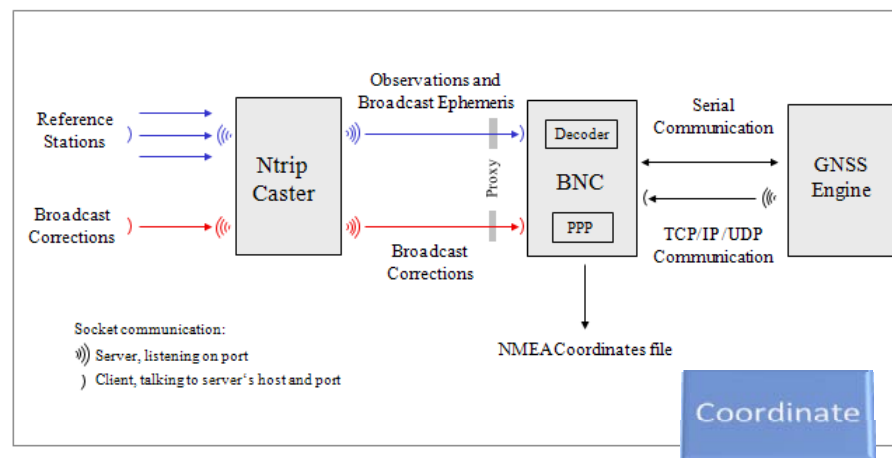 Observations and
Broadcast Ephemeris
Serial
Communication
Reference
Stations
Ntrip
Caster
Decoder
BNC
PPP
Proxy
GNSS
Engine
Broadcast
Corrections
Broadcast
Corrections
TCP/IP/UDP
Communication
Socket communication:
Server, listening on port
Client, talking to server's host and port
NMEA Coordinates file
Coordinate